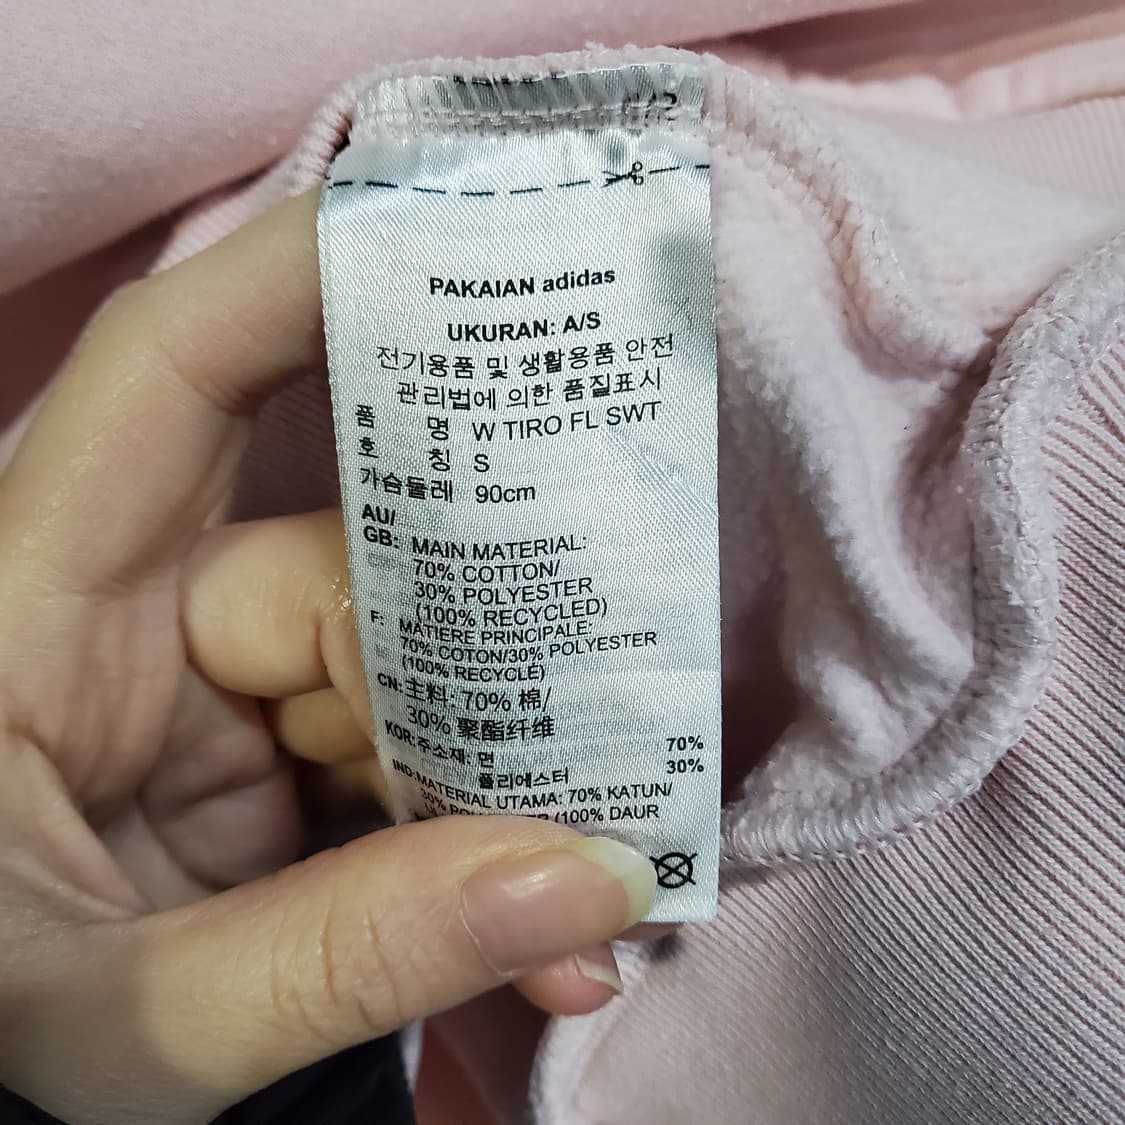 PAKAIAN adidas
UKURAN: A/S
전기용품 및 생활용품 안전
관리법에 의한 품질표시
품 명 W TIRO FL SWT
호 칭 S
가슴둘레 90cm
AU/
GB: MAIN MATERIAL:
70% COTTON/
30% POLYESTER
(100% RECYCLED)
F: MATIERE PRINCIPALE:
70% COTON/30% POLYESTER
(100% RECYCLE)
CN: 主料: 70% 棉/
30% 聚酯纤维
KOR: 주소재: 면 70%
폴리에스터 30%
IND: MATERIAL UTAMA: 70% KATUN/
30% (100% DAUR